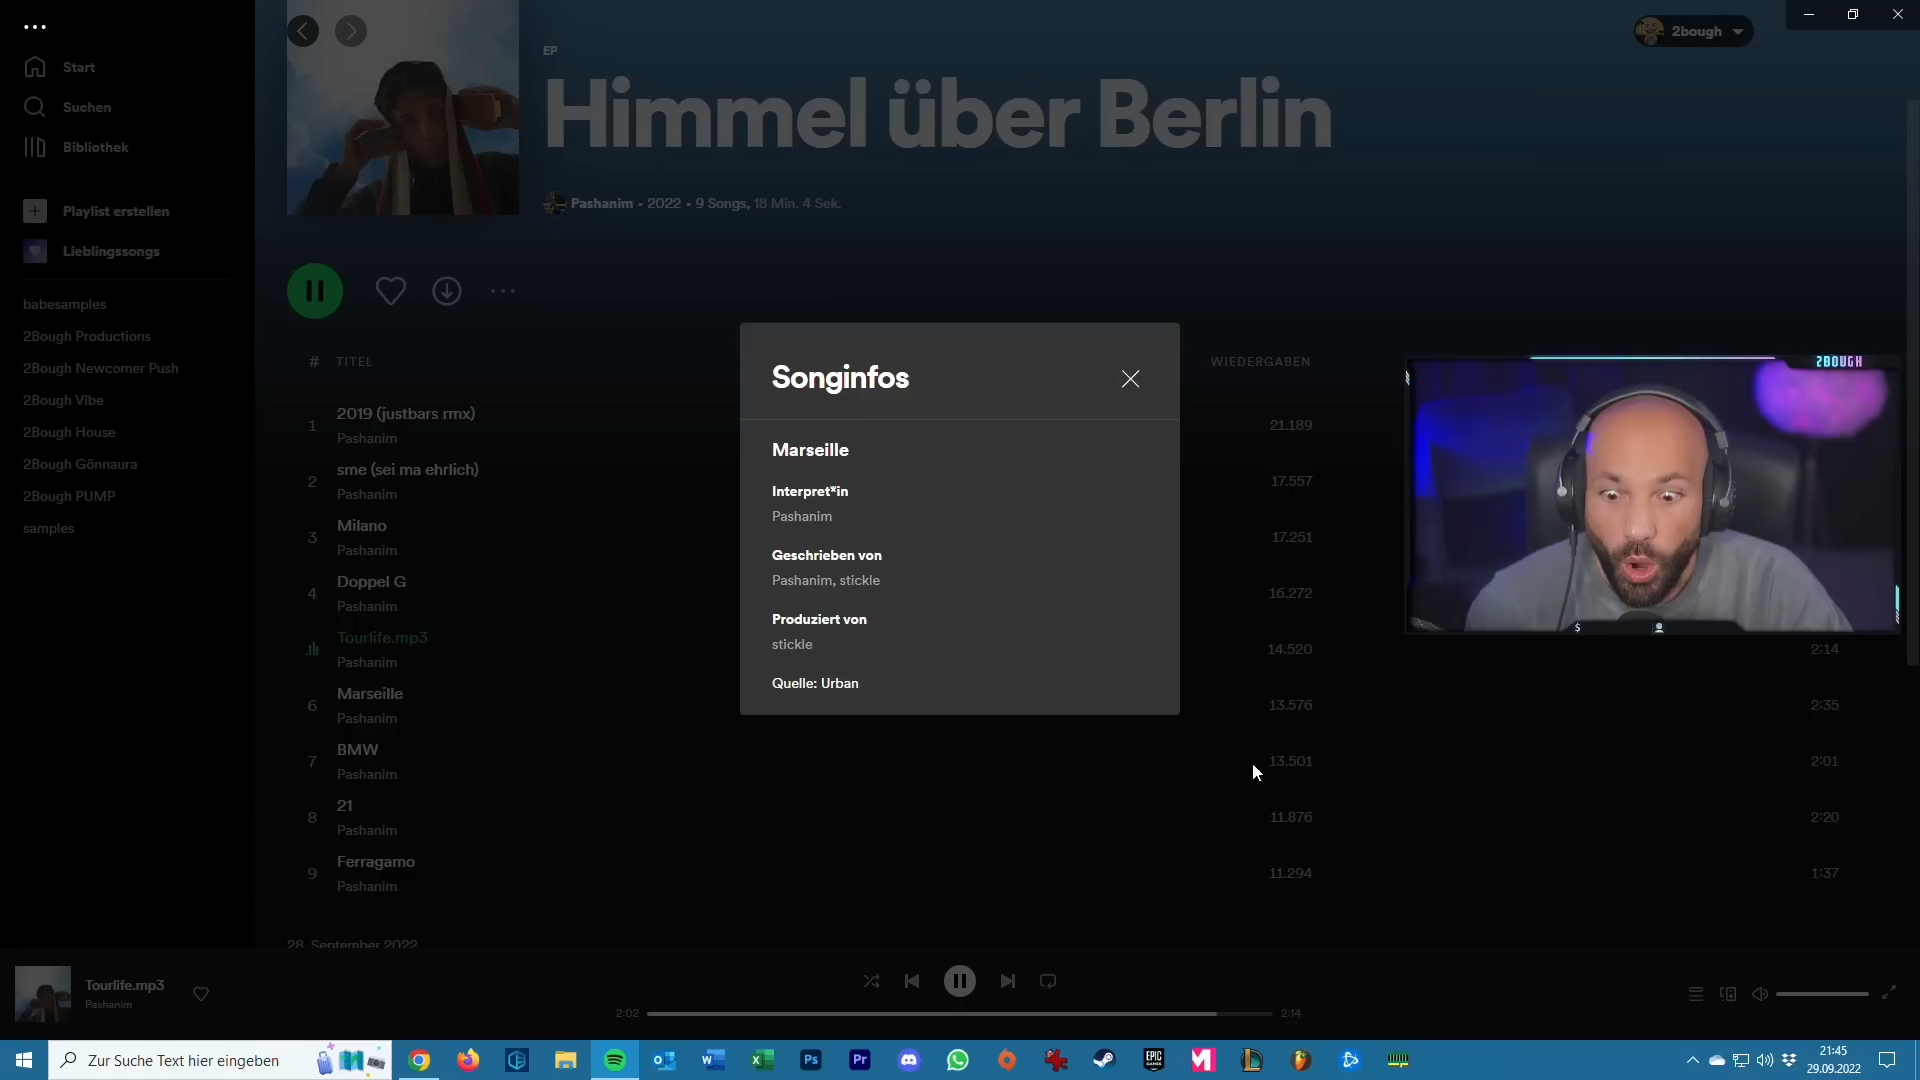 Start
Suchen
Bibliothek
Playlist erstellen
Lieblingssongs
babesamples
2Bough Productions
2Bough Newcomer Push
2Bough Vibe
2Bough House
2Bough Gönnaura
2Bough PUMP
samples
2bough
EP
Himmel über Berlin
Pashanim • 2022 • 9 Songs, 18 Min. 4 Sek.
# TITEL WIEDERGABEN
1 2019 (justbars rmx) 21.189
Pashanim
2 sme (sei ma ehrlich) 17.557
Pashanim
3 Milano 17.251
Pashanim
4 Doppel G 16.272
Pashanim
Tourlife.mp3 14.520 2:14
Pashanim
6 Marseille 13.576 2:35
Pashanim
7 BMW 13.501 2:01
Pashanim
8 21 11.876 2:20
Pashanim
9 Ferragamo 11.294 1:37
Pashanim
28. September 2022
Songinfos
Marseille
Interpret*in
Pashanim
Geschrieben von
Pashanim, stickle
Produziert von
stickle
Quelle: Urban
2BOUGH
$
Tourlife.mp3
Pashanim
2:02 2:14
Zur Suche Text hier eingeben
Ps
Pr
EPIC
GAMES
21:45
29.09.2022